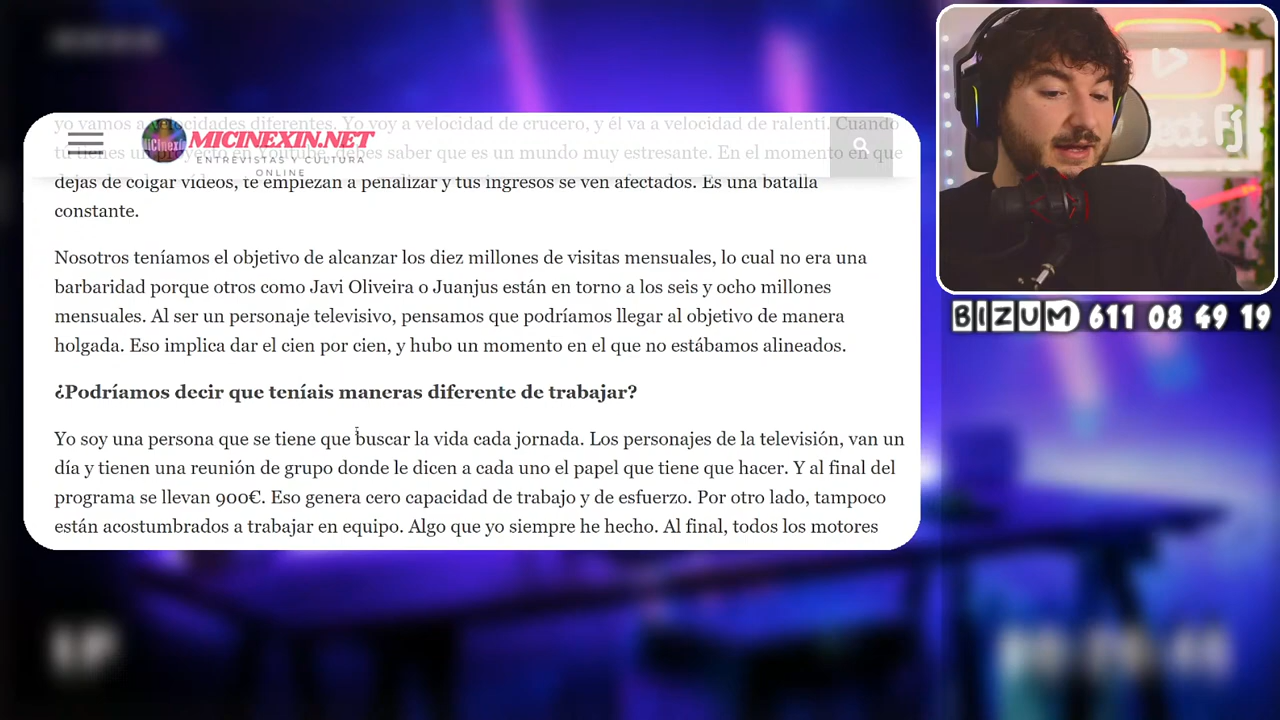 yo vamos a velocidades diferentes. Yo voy a velocidad de crucero, y él va a velocidad de ralentí. Cuando
MICINEXIN.NET
ENTREVISTAS Y CULTURA
ONLINE
tú tienes un proyecto en saber que es un mundo muy estresante. En el momento en que
dejas de colgar vídeos, te empiezan a penalizar y tus ingresos se ven afectados. Es una batalla
constante.
Nosotros teníamos el objetivo de alcanzar los diez millones de visitas mensuales, lo cual no era una
barbaridad porque otros como Javi Oliveira o Juanjus están en torno a los seis y ocho millones
mensuales. Al ser un personaje televisivo, pensamos que podríamos llegar al objetivo de manera
holgada. Eso implica dar el cien por cien, y hubo un momento en el que no estábamos alineados.
¿Podríamos decir que teníais maneras diferente de trabajar?
Yo soy una persona que se tiene que buscar la vida cada jornada. Los personajes de la televisión, van un
día y tienen una reunión de grupo donde le dicen a cada uno el papel que tiene que hacer. Y al final del
programa se llevan 900€. Eso genera cero capacidad de trabajo y de esfuerzo. Por otro lado, tampoco
están acostumbrados a trabajar en equipo. Algo que yo siempre he hecho. Al final, todos los motores
BIZUM 611 08 49 19